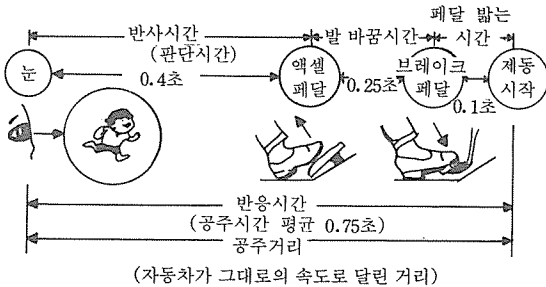 페달 밟는
반사시간 발 바꿈시간 시간
(판단시간)
눈 액셀 브레이크 제동
0.4초 페달 0.25초 페달 시작
0.1초
반응시간
(공주시간 평균 0.75초)
공주거리
(자동차가 그대로의 속도로 달린 거리)